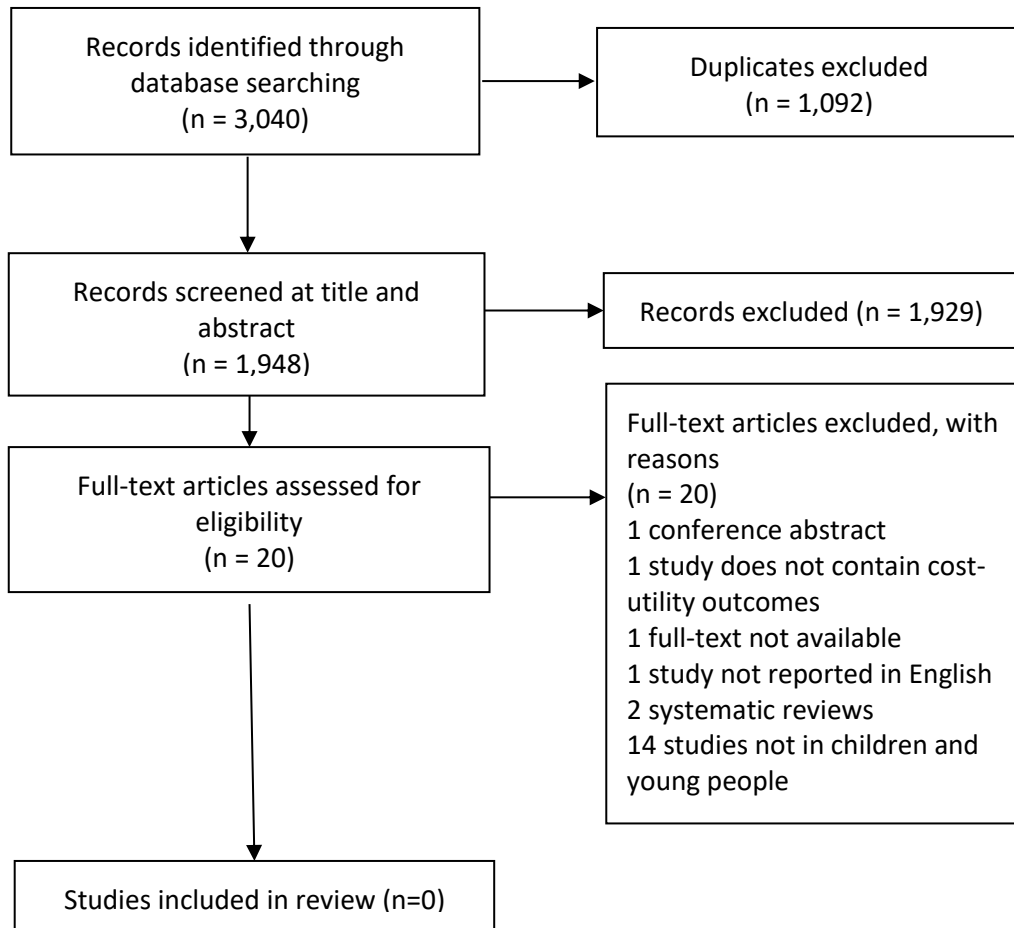 Records identified through
database searching
(n = 3,040)
Duplicates excluded
(n = 1,092)
Records screened at title and
abstract
(n = 1,948)
Records excluded (n = 1,929)
Full-text articles assessed for
eligibility
(n = 20)
Full-text articles excluded, with
reasons
(n = 20)
1 conference abstract
1 study does not contain cost-
utility outcomes
1 full-text not available
1 study not reported in English
2 systematic reviews
14 studies not in children and
young people
Studies included in review (n=0)